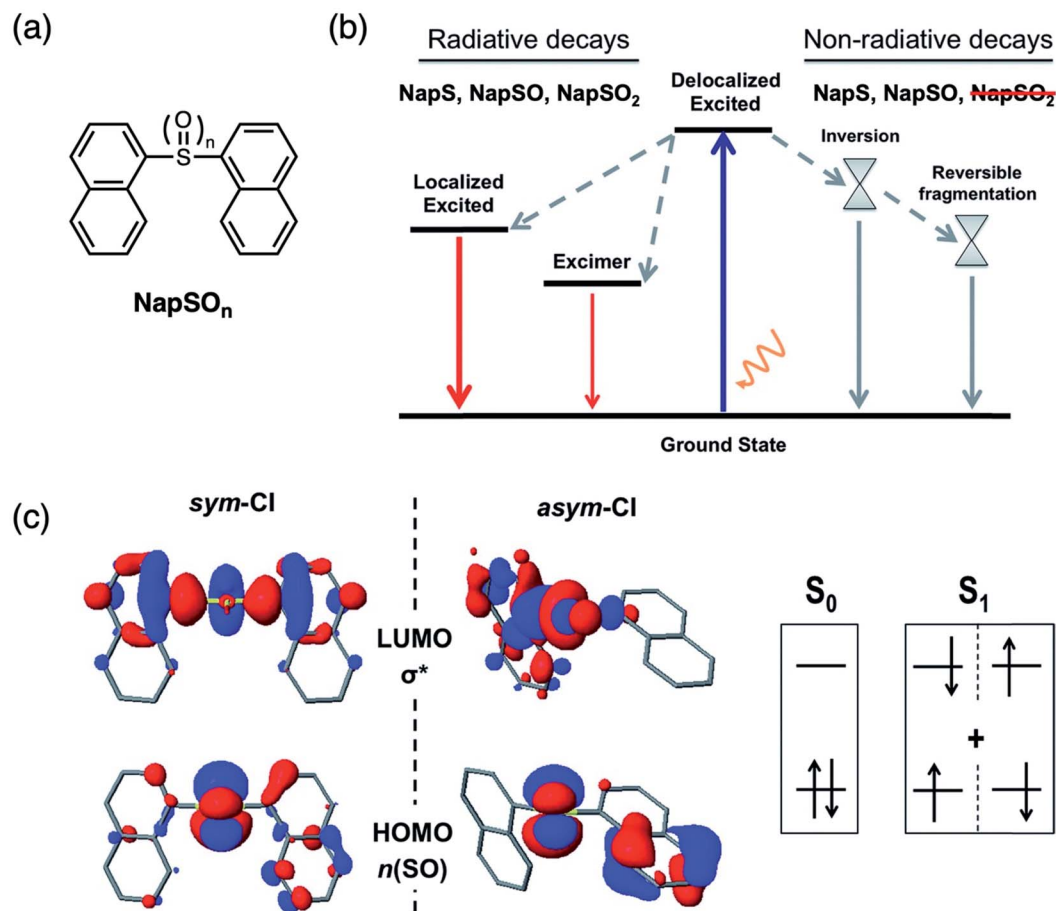 (a)
(O)n
S
NapSOn
(b)
Radiative decays
NapS, NapSO, NapSO2
Delocalized
Excited
Non-radiative decays
NapS, NapSO, NapSO2
Localized
Excited
Excimer
Inversion
Reversible
fragmentation
Ground State
(c)
sym-CI
asym-CI
LUMO
σ*
HOMO
n(SO)
S0
S1
+